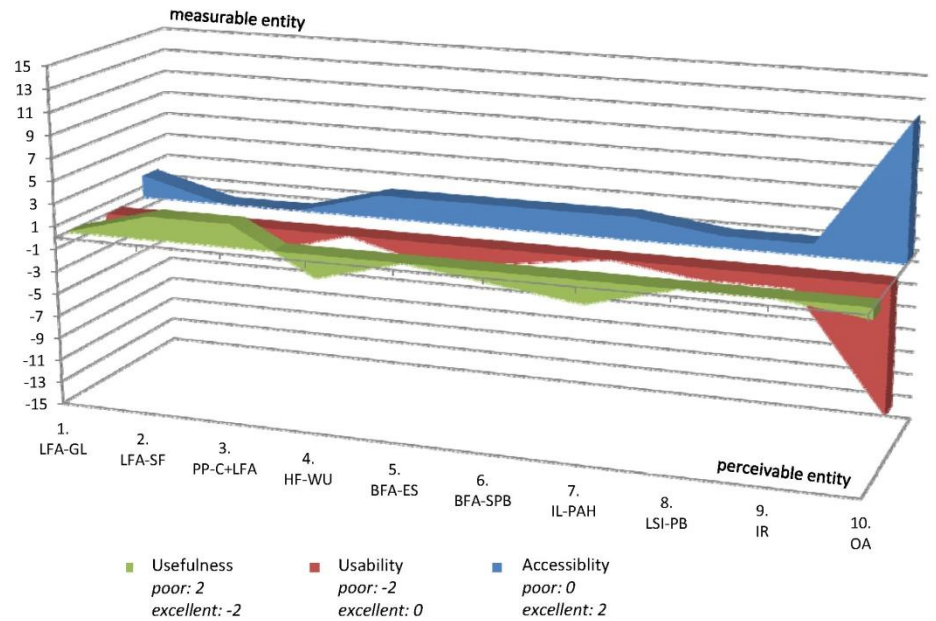 measurable entity
15
13
11
9
7
5
3
1
-1
-3
-5
-7
-9
-11
-13
-15
1.
LFA-GL
2.
LFA-SF
3.
PP-C+LFA
4.
HF-WU
5.
BFA-ES
6.
BFA-SPB
7.
IL-PAH
8.
LSI-PB
9.
IR
10.
OA
perceivable entity
Usefulness
poor: 2
excellent: -2
Usability
poor: -2
excellent: 0
Accessiblity
poor: 0
excellent: 2